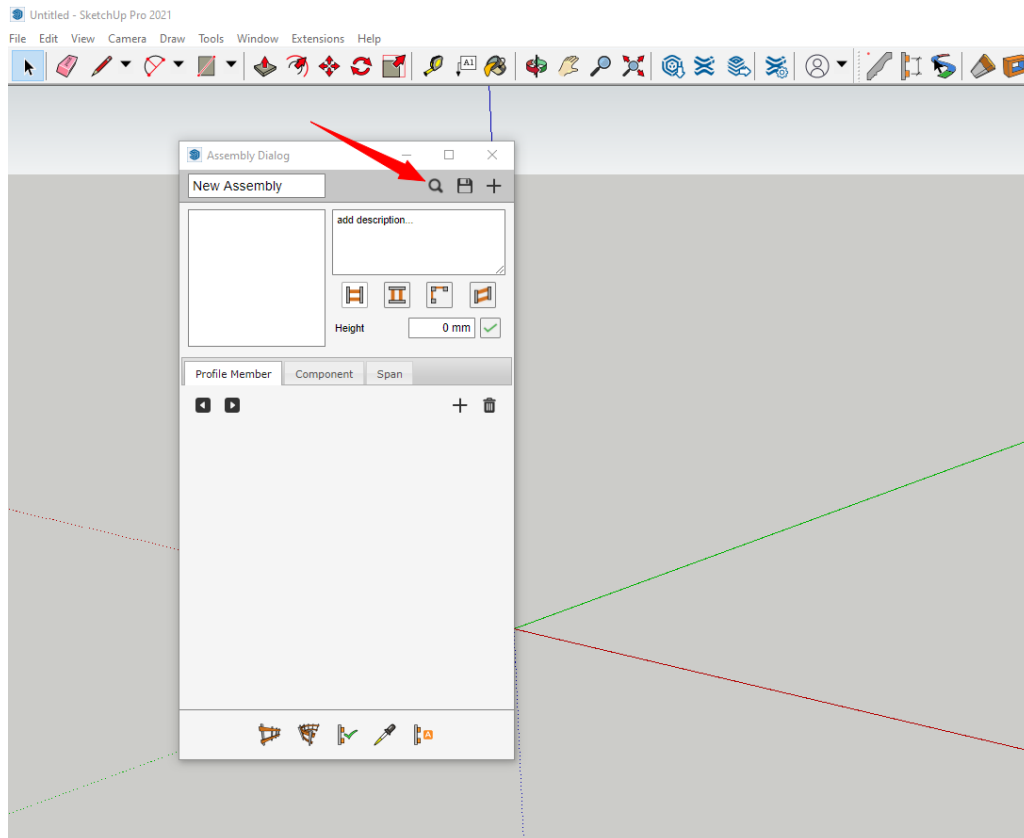 Untitled - SketchUp Pro 2021
File Edit View Camera Draw Tools Window Extensions Help
A1
Assembly Dialog
New Assembly
add description...
Height 0 mm
Profile Member Component Span
A